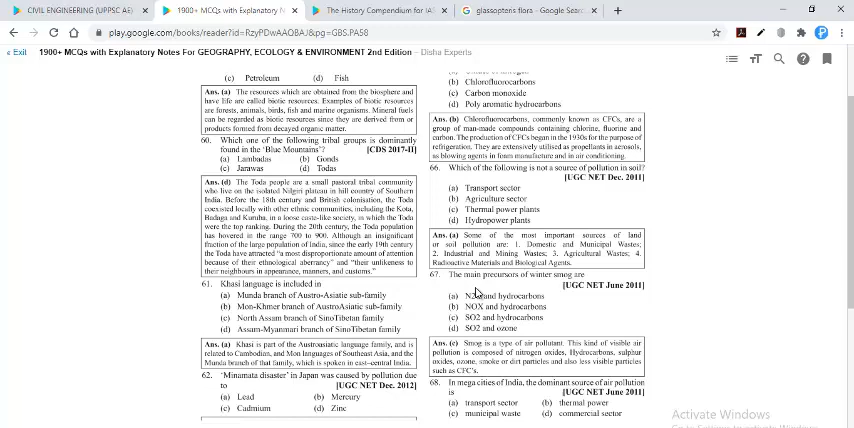 CIVIL ENGINEERING (UPPSC AE)
1900+ MCQs with Explanatory N
The History Compendium for IAS
glassopteris flora - Google Sear
play.google.com/books/reader?id=RzyPDwAAQBAJ&pg=GBS.PA58
« Exit 1900+ MCQs with Explanatory Notes For GEOGRAPHY, ECOLOGY & ENVIRONMENT 2nd Edition - Disha Experts
(c) Petroleum (d) Fish
Ans. (a) The resources which are obtained from the biosphere and
have life are called biotic resources. Examples of biotic resources
are forests, animals, birds, fish and marine organisms. Mineral fuels
can be regarded as biotic resources since they are derived from or
products formed from decayed organic matter.
60. Which one of the following tribal groups is dominantly
found in the 'Blue Mountains'? [CDS 2017-II]
(a) Lambadas (b) Gonds
(c) Jarawas (d) Todas
Ans. (d) The Toda people are a small pastoral tribal community
who live on the isolated Nilgiri plateau in hill country of Southern
India. Before the 18th century and British colonisation, the Toda
coexisted locally with other ethnic communities, including the Kota,
Badaga and Kuruba, in a loose caste-like society, in which the Toda
were the top ranking. During the 20th century, the Toda population
has hovered in the range 700 to 900. Although an insignificant
fraction of the large population of India, since the early 19th century
the Toda have attracted "a most disproportionate amount of attention
because of their ethnological aberrancy" and "their unlikeness to
their neighbours in appearance, manners, and customs."
61. Khasi language is included in
(a) Munda branch of Austro-Asiatic sub-family
(b) Mon-Khmer branch of AustroAsiatic sub-family
(c) North Assam branch of SinoTibetan family
(d) Assam-Myanmari branch of SinoTibetan family
Ans. (a) Khasi is part of the Austroasiatic language family, and is
related to Cambodian, and Mon languages of Southeast Asia, and the
Munda branch of that family, which is spoken in east–central India.
62. 'Minamata disaster' in Japan was caused by pollution due
to [UGC NET Dec. 2012]
(a) Lead (b) Mercury
(c) Cadmium (d) Zinc
(b) Chlorofluorocarbons
(c) Carbon monoxide
(d) Poly aromatic hydrocarbons
Ans. (b) Chlorofluorocarbons, commonly known as CFCs, are a
group of man-made compounds containing chlorine, fluorine and
carbon. The production of CFCs began in the 1930s for the purpose of
refrigeration. They are extensively utilised as propellants in aerosols,
as blowing agents in foam manufacture and in air conditioning.
66. Which of the following is not a source of pollution in soil?
[UGC NET Dec. 2011]
(a) Transport sector
(b) Agriculture sector
(c) Thermal power plants
(d) Hydropower plants
Ans. (a) Some of the most important sources of land
or soil pollution are: 1. Domestic and Municipal Wastes;
2. Industrial and Mining Wastes; 3. Agricultural Wastes; 4.
Radioactive Materials and Biological Agents.
67. The main precursors of winter smog are
[UGC NET June 2011]
(a) and hydrocarbons
(b) NOX and hydrocarbons
(c) SO2 and hydrocarbons
(d) SO2 and ozone
Ans. (c) Smog is a type of air pollutant. This kind of visible air
pollution is composed of nitrogen oxides, Hydrocarbons, sulphur
oxides, ozone, smoke or dirt particles and also less visible particles
such as CFC's.
68. In mega cities of India, the dominant source of air pollution
is [UGC NET June 2011]
(a) transport sector (b) thermal power
(c) municipal waste (d) commercial sector
Activate Windows